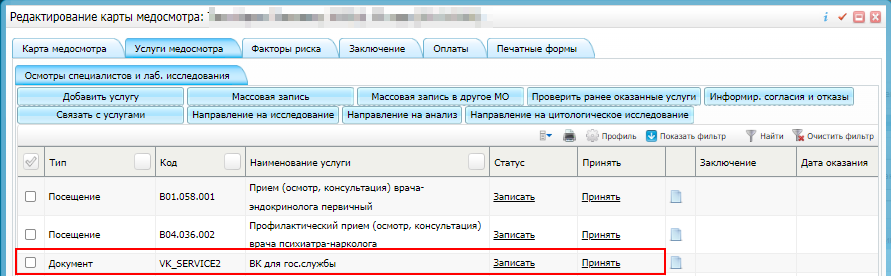 Редактирование карты медосмотра:
Карта медосмотра Услуги медосмотра Факторы риска Заключение Оплаты Печатные формы
Осмотры специалистов и лаб. исследования
Добавить услугу Массовая запись Массовая запись в другое МО Проверить ранее оказанные услуги Информир. согласия и отказы
Связать с услугами Направление на исследование Направление на анализ Направление на цитологическое исследование
Профиль Показать фильтр Найти Очистить фильтр
Тип Код Наименование услуги Статус Принять Заключение Дата оказания
Посещение B01.058.001 Прием (осмотр, консультация) врача-
эндокринолога первичный Записать Принять
Посещение B04.036.002 Профилактический прием (осмотр, консультация)
врача психиатра-нарколога Записать Принять
Документ VK_SERVICE2 ВК для гос.службы Записать Принять